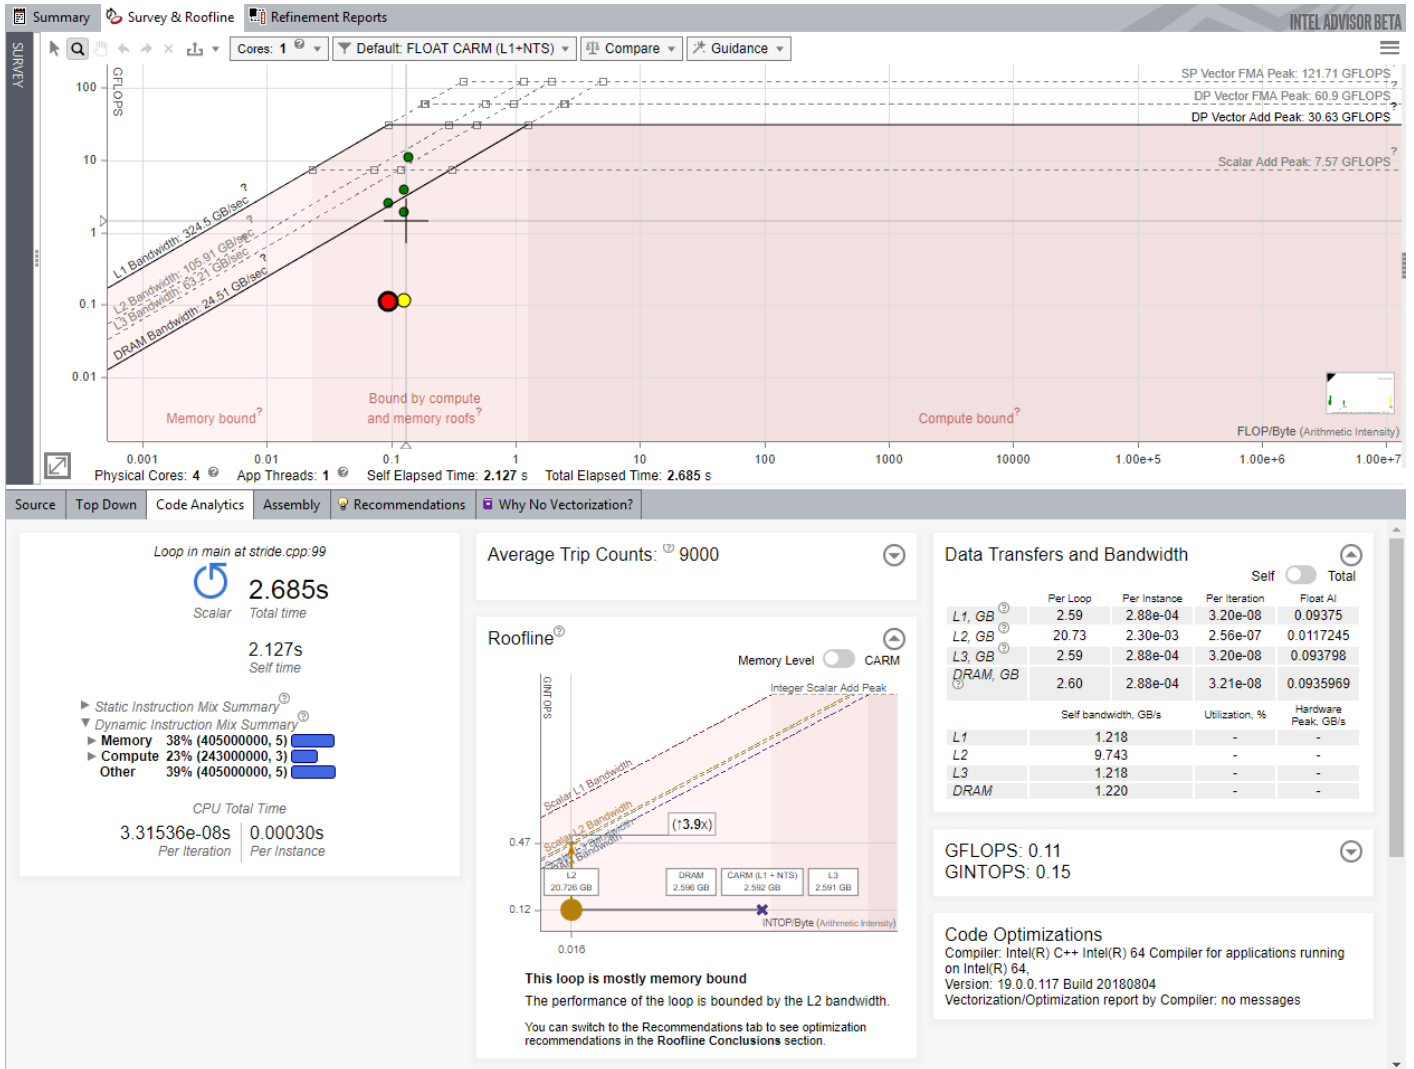 Summary
Survey & Roofline
Refinement Reports
INTEL ADVISOR BETA
SURVEY
Cores: 1
Default: FLOAT CARM (L1+NTS)
Compare
Guidance
GFLOPS
100
10
1
0.1
0.01
SP Vector FMA Peak: 121.71 GFLOPS ?
DP Vector FMA Peak: 60.9 GFLOPS ?
DP Vector Add Peak: 30.63 GFLOPS ?
Scalar Add Peak: 7.57 GFLOPS ?
L1 Bandwidth: 324.5 GB/sec ?
L2 Bandwidth: 105.91 GB/sec ?
L3 Bandwidth: 63.21 GB/sec ?
DRAM Bandwidth: 24.51 GB/sec ?
Memory bound?
Bound by compute
and memory roofs?
Compute bound?
FLOP/Byte (Arithmetic Intensity)
0.001 0.01 0.1 1 10 100 1000 10000 1.00e+5 1.00e+6 1.00e+7
Physical Cores: 4 App Threads: 1 Self Elapsed Time: 2.127 s Total Elapsed Time: 2.685 s
Source
Top Down
Code Analytics
Assembly
Recommendations
Why No Vectorization?
Loop in main at stride.cpp:99
2.685s
Scalar Total time
2.127s
Self time
Static Instruction Mix Summary
Dynamic Instruction Mix Summary
Memory 38% (405000000, 5)
Compute 23% (243000000, 3)
Other 39% (405000000, 5)
CPU Total Time
3.31536e-08s 0.00030s
Per Iteration Per Instance
Average Trip Counts: 9000
Roofline
Memory Level CARM
GINTOPS
Integer Scalar Add Peak
Scalar L1 Bandwidth
Scalar L2 Bandwidth
Scalar L3 Bandwidth
DRAM Bandwidth
(↑3.9x)
0.47
L2
20.726 GB
DRAM
2.596 GB
CARM (L1 + NTS)
2.592 GB
L3
2.591 GB
0.12
INTOP/Byte (Arithmetic Intensity)
0.016
This loop is mostly memory bound
The performance of the loop is bounded by the L2 bandwidth.
You can switch to the Recommendations tab to see optimization
recommendations in the Roofline Conclusions section.
Data Transfers and Bandwidth
Self Total
Per Loop Per Instance Per Iteration Float AI
L1, GB 2.59 2.88e-04 3.20e-08 0.09375
L2, GB 20.73 2.30e-03 2.56e-07 0.0117245
L3, GB 2.59 2.88e-04 3.20e-08 0.093798
DRAM, GB 2.60 2.88e-04 3.21e-08 0.0935969
Self bandwidth, GB/s Utilization, % Hardware Peak, GB/s
L1 1.218 - -
L2 9.743 - -
L3 1.218 - -
DRAM 1.220 - -
GFLOPS: 0.11
GINTOPS: 0.15
Code Optimizations
Compiler: Intel(R) C++ Intel(R) 64 Compiler for applications running
on Intel(R) 64,
Version: 19.0.0.117 Build 20180804
Vectorization/Optimization report by Compiler: no messages